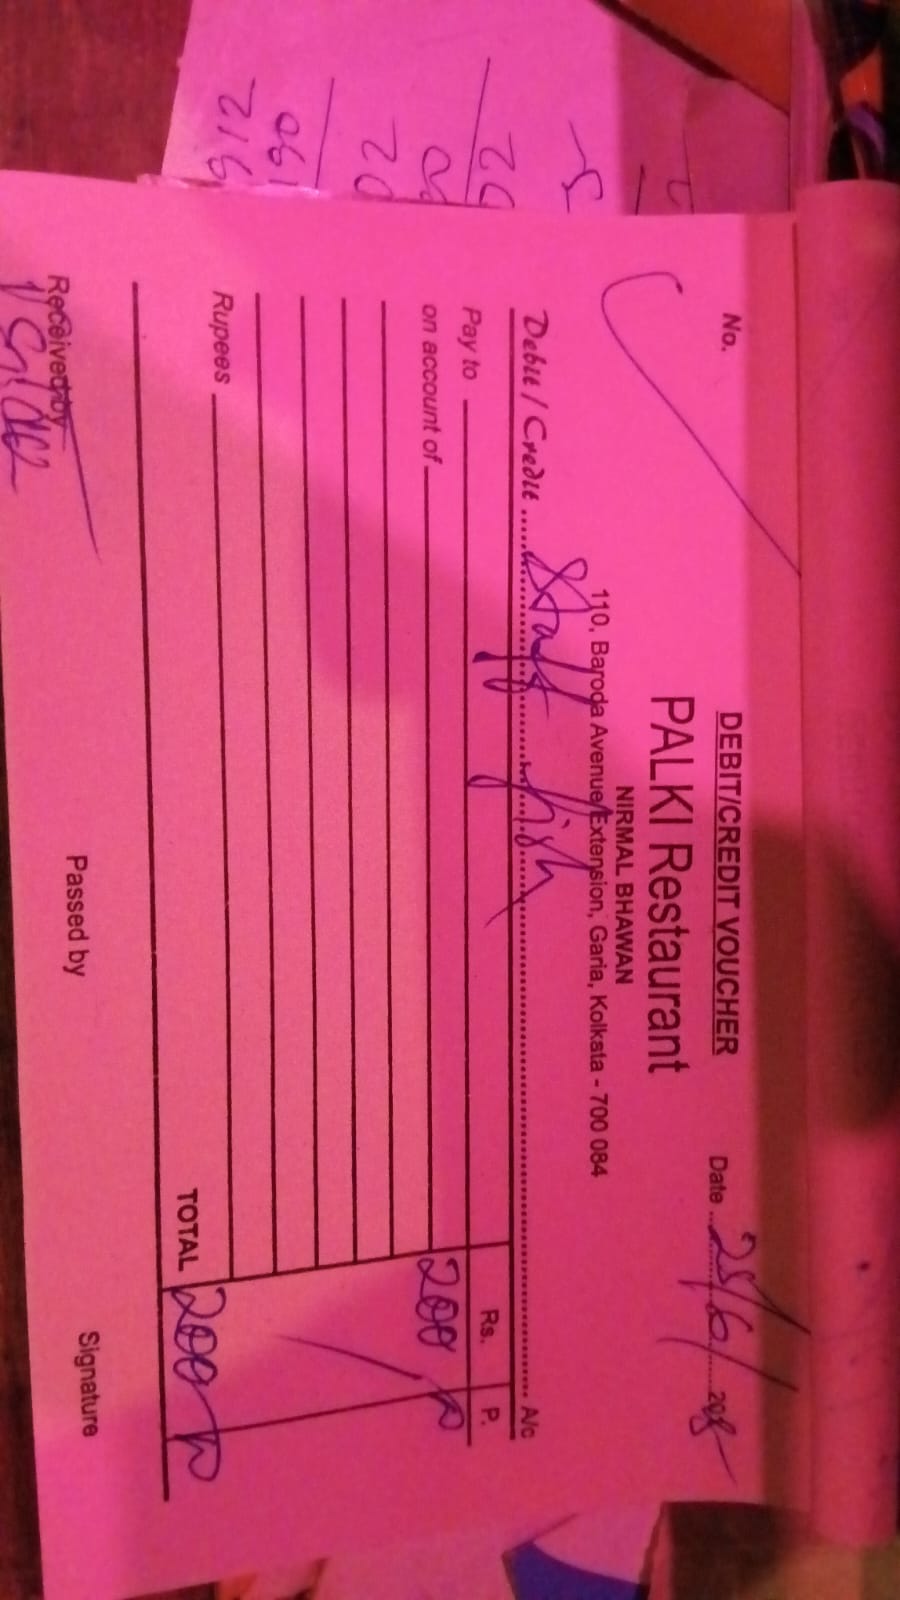 DEBIT/CREDIT VOUCHER
No.
Date 25/6/
PALKI Restaurant
NIRMAL BHAWAN
110, Baroda Avenue Extension, Garia, Kolkata - 700 084
Debit / Credit Staff fish A/c
Pay to
Rs. P.
on account of
200
Rupees
TOTAL 200
Received by
Passed by
Signature